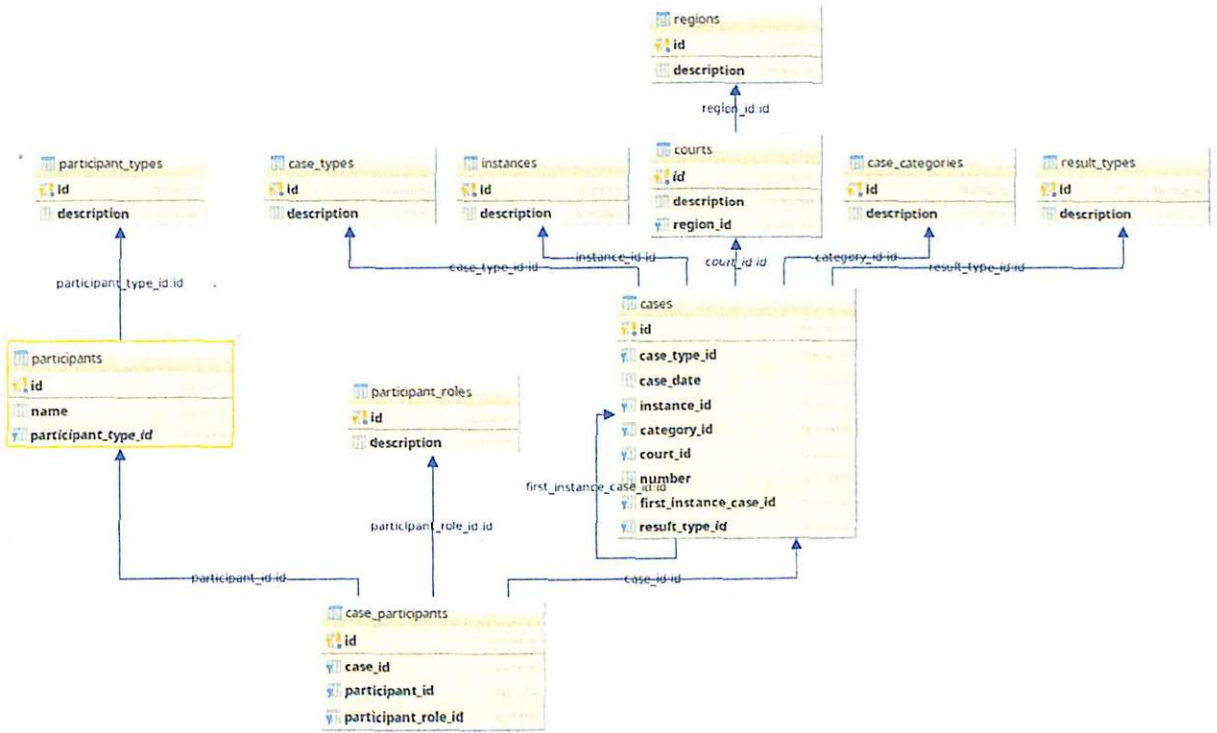 regions
id
description
region_id:id
participant_types
id
description
case_types
id
description
instances
id
description
courts
id
description
region_id
case_categories
id
description
result_types
id
description
participant_type_id:id
case_type_id:id
instance_id:id
court_id:id
category_id:id
result_type_id:id
participants
id
name
participant_type_id
participant_roles
id
description
cases
id
case_type_id
case_date
instance_id
category_id
court_id
number
first_instance_case_id
result_type_id
first_instance_case_id:id
participant_role_id:id
participant_id:id
case_id:id
case_participants
id
case_id
participant_id
participant_role_id